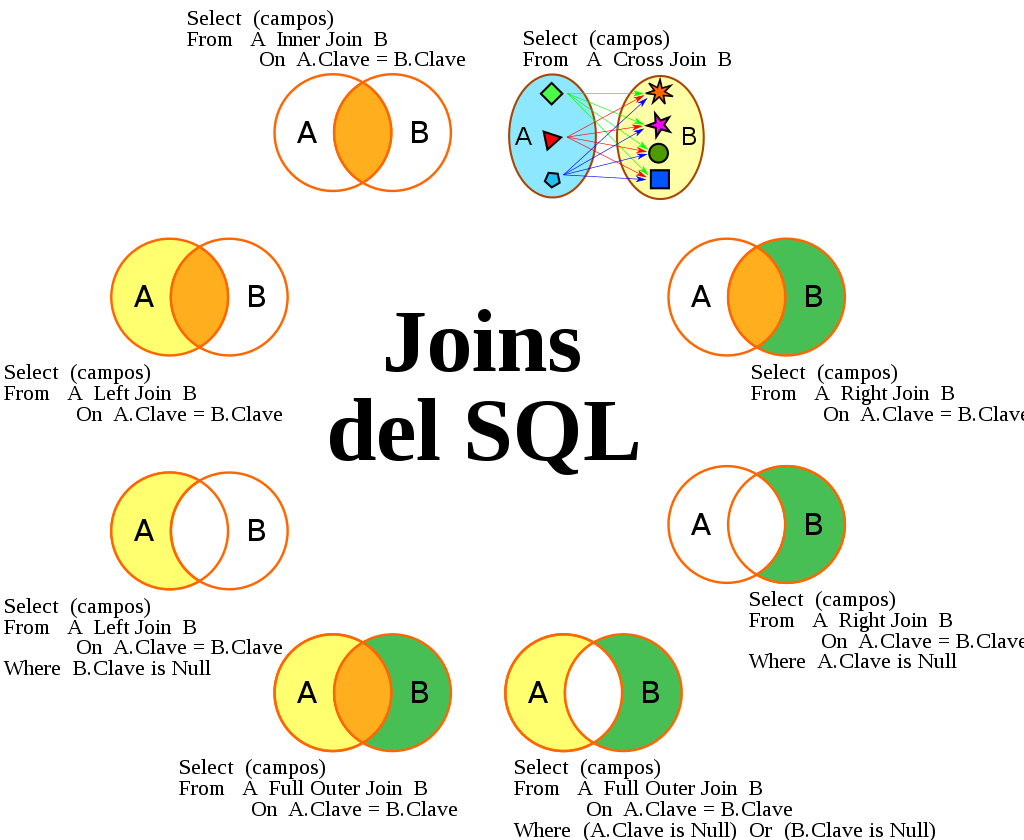 Select (campos)
From A Inner Join B
On A.Clave = B.Clave
A B
Select (campos)
From A Cross Join B
A B
A B
Select (campos)
From A Left Join B
On A.Clave = B.Clave
Joins
del SQL
A B
Select (campos)
From A Right Join B
On A.Clave = B.Clave
A B
Select (campos)
From A Left Join B
On A.Clave = B.Clave
Where B.Clave is Null
A B
Select (campos)
From A Right Join B
On A.Clave = B.Clave
Where A.Clave is Null
A B
Select (campos)
From A Full Outer Join B
On A.Clave = B.Clave
A B
Select (campos)
From A Full Outer Join B
On A.Clave = B.Clave
Where (A.Clave is Null) Or (B.Clave is Null)